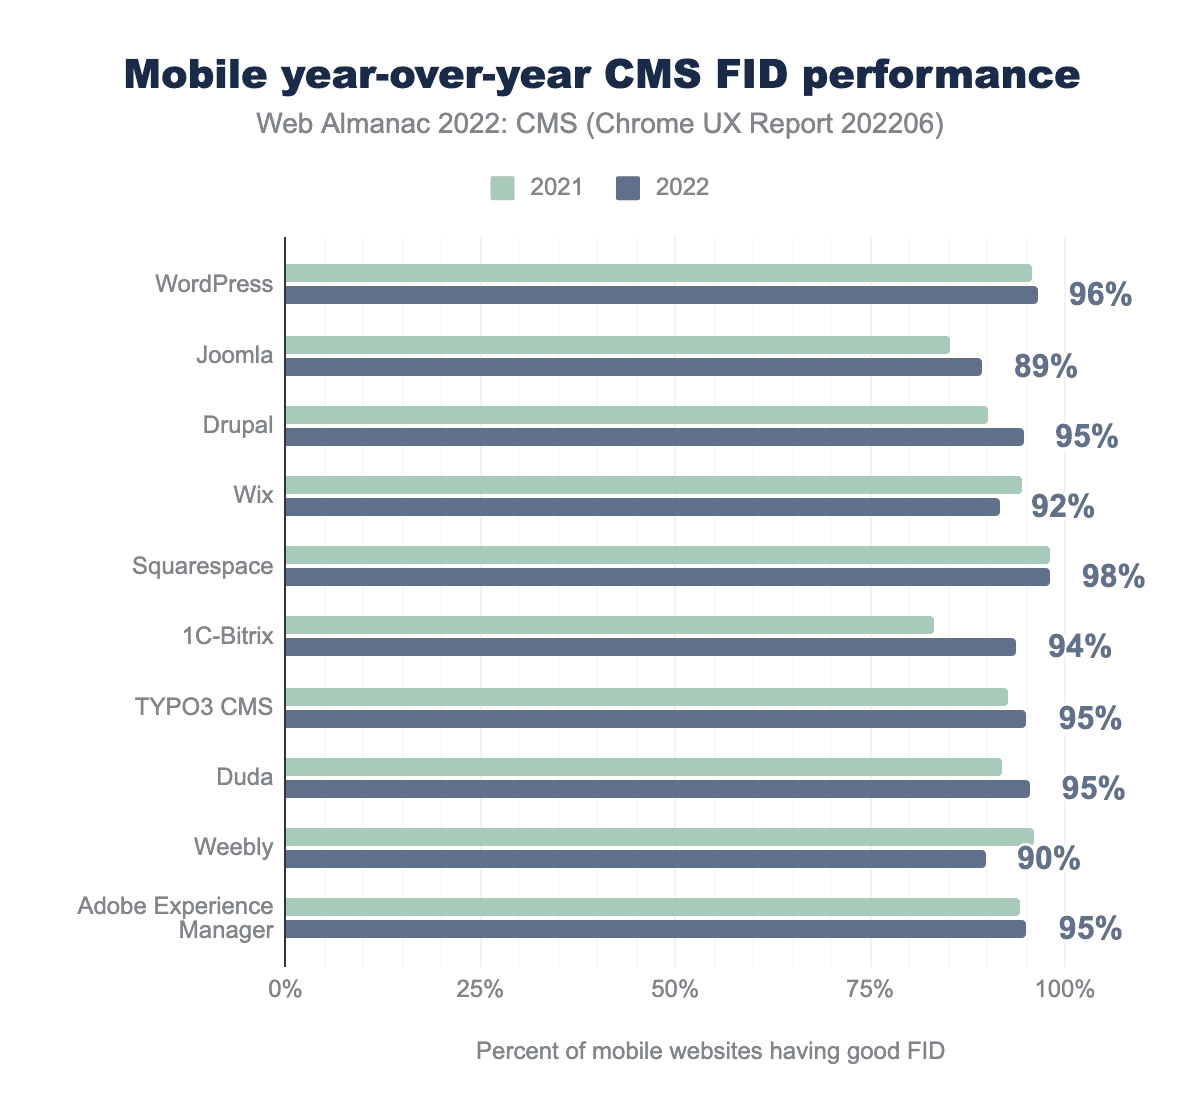 Mobile year-over-year CMS FID performance
Web Almanac 2022: CMS (Chrome UX Report 202206)
2021 2022
WordPress 96%
Joomla 89%
Drupal 95%
Wix 92%
Squarespace 98%
1C-Bitrix 94%
TYPO3 CMS 95%
Duda 95%
Weebly 90%
Adobe Experience
Manager 95%
0% 25% 50% 75% 100%
Percent of mobile websites having good FID